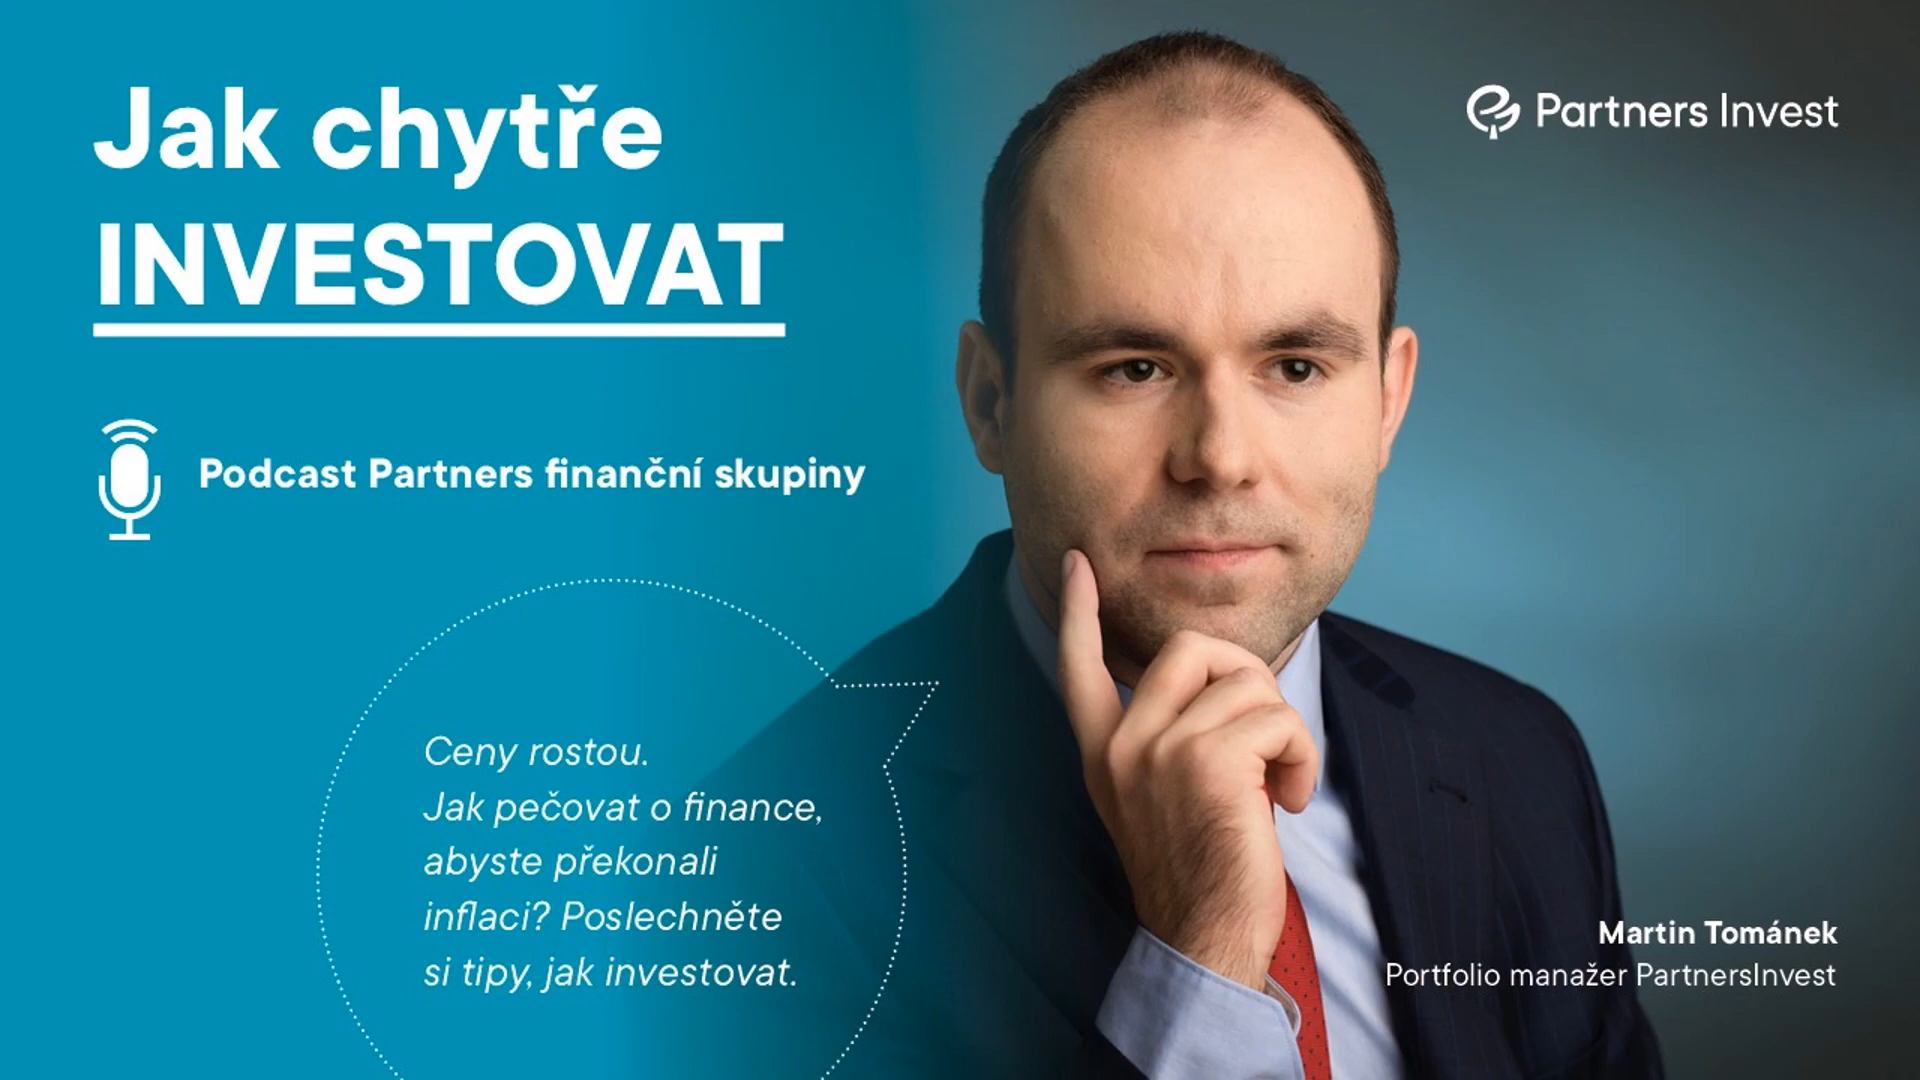 Jak chytře
INVESTOVAT
Partners Invest
Podcast Partners finanční skupiny
Ceny rostou.
Jak pečovat o finance,
abyste překonali
inflaci? Poslechněte
si tipy, jak investovat.
Martin Tománek
Portfolio manažer PartnersInvest